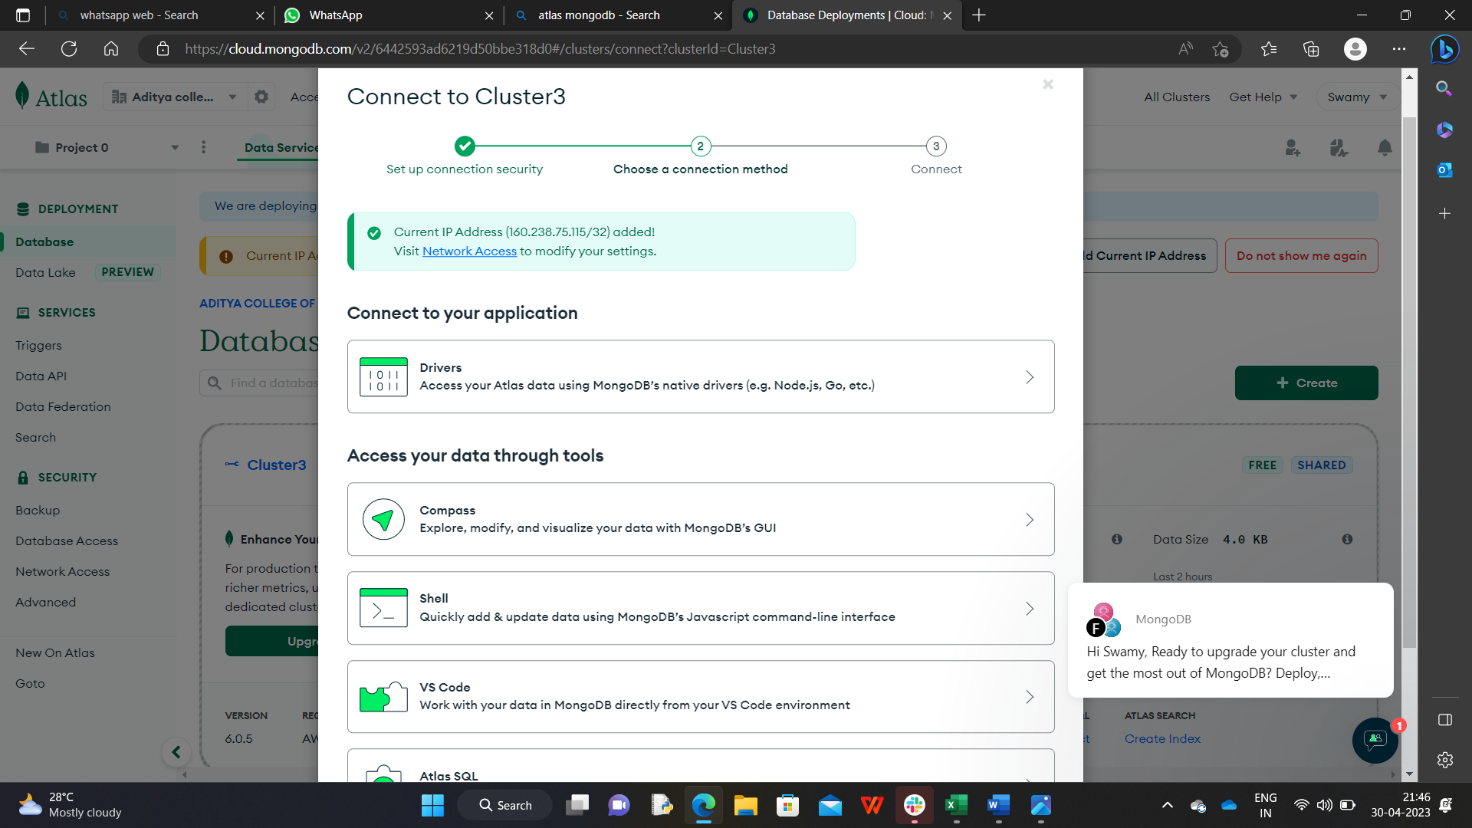 whatsapp web - Search
WhatsApp
atlas mongodb - Search
Database Deployments | Cloud:
https://cloud.mongodb.com/v2/6442593ad6219d50bbe318d0#/clusters/connect?clusterId=Cluster3
Atlas
Aditya colle...
Acce
All Clusters
Get Help
Swamy
Project 0
Data Service
Connect to Cluster3
2
3
Set up connection security
Choose a connection method
Connect
DEPLOYMENT
Database
Data Lake
PREVIEW
SERVICES
Triggers
Data API
Data Federation
Search
SECURITY
Backup
Database Access
Network Access
Advanced
New On Atlas
Goto
We are deploying
Current IP A
d Current IP Address
Do not show me again
ADITYA COLLEGE OF
Databas
Find a databas
+ Create
Cluster3
FREE
SHARED
Enhance You
For production t
richer metrics, u
dedicated clust
Upgr
Data Size
4.0 KB
Last 2 hours
VERSION
6.0.5
REG
AW
ATLAS SEARCH
Create Index
Current IP Address (160.238.75.115/32) added!
Visit Network Access to modify your settings.
Connect to your application
Drivers
Access your Atlas data using MongoDB's native drivers (e.g. Node.js, Go, etc.)
Access your data through tools
Compass
Explore, modify, and visualize your data with MongoDB's GUI
Shell
Quickly add & update data using MongoDB's Javascript command-line interface
VS Code
Work with your data in MongoDB directly from your VS Code environment
Atlas SQL
MongoDB
Hi Swamy, Ready to upgrade your cluster and
get the most out of MongoDB? Deploy,...
1
28°C
Mostly cloudy
Search
ENG
IN
21:46
30-04-2023